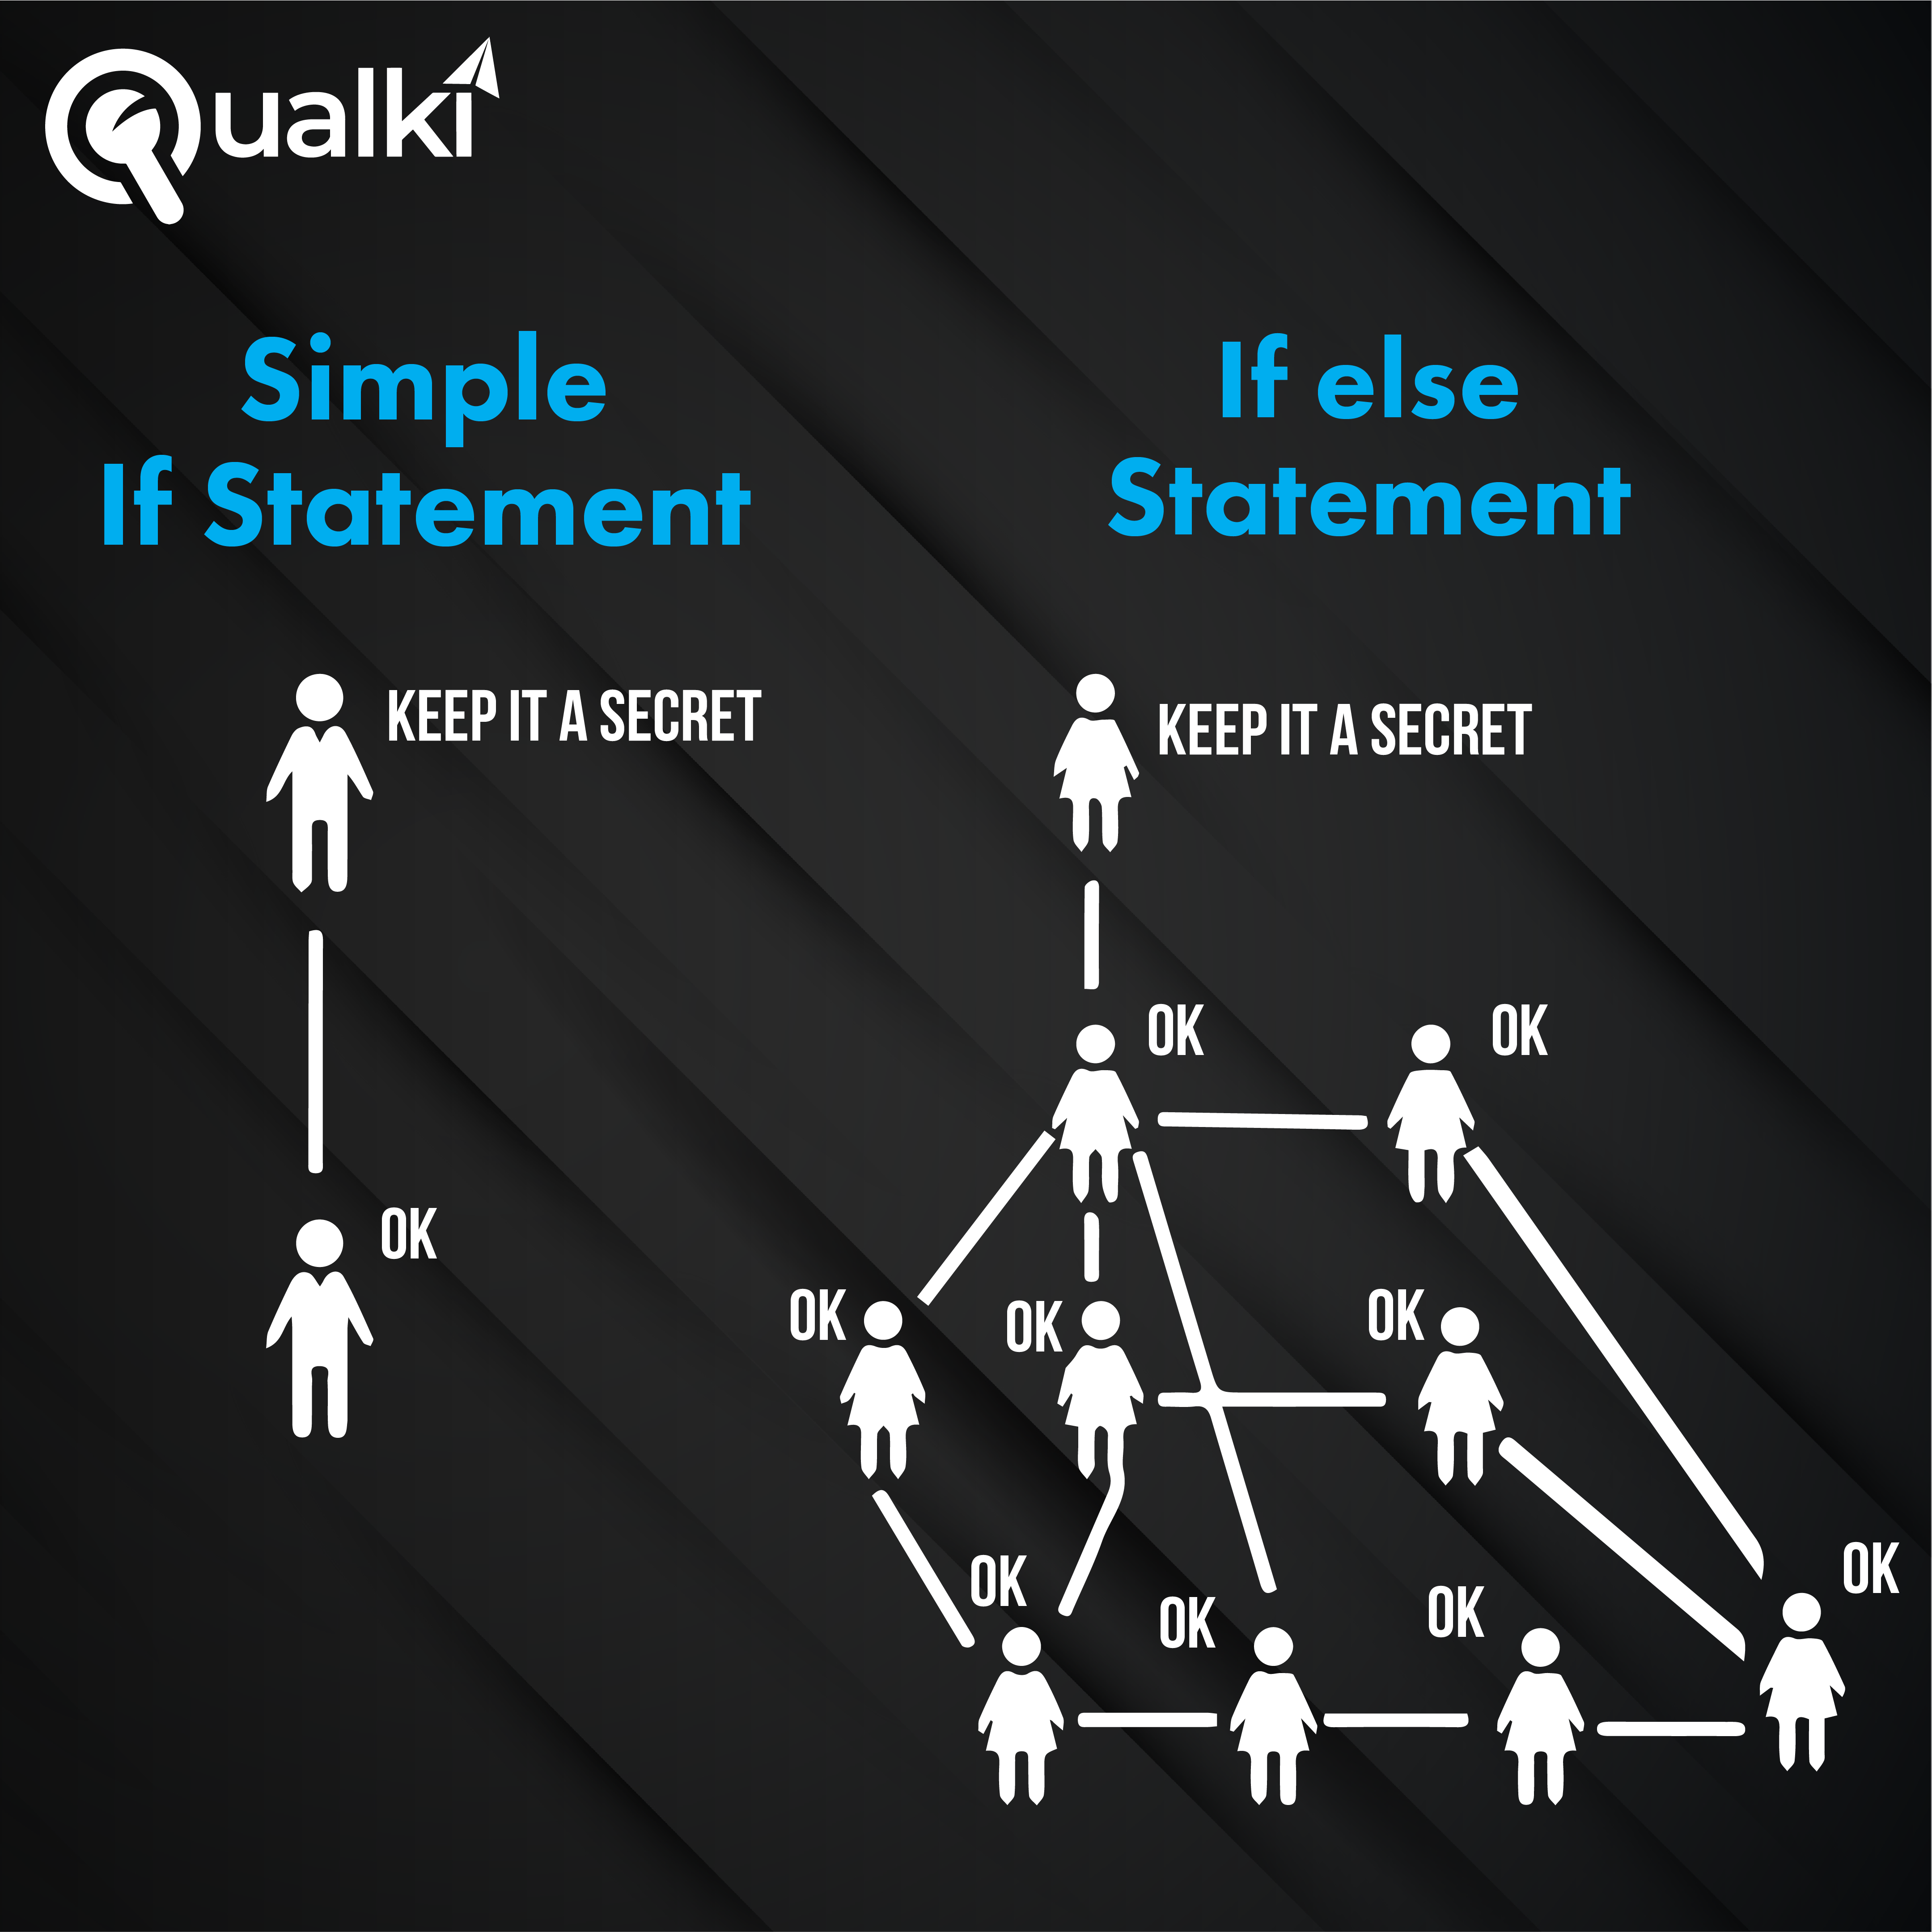 Qualki
Simple
If Statement
If else
Statement
KEEP IT A SECRET
KEEP IT A SECRET
OK
OK
OK
OK
OK
OK
OK
OK
OK
OK